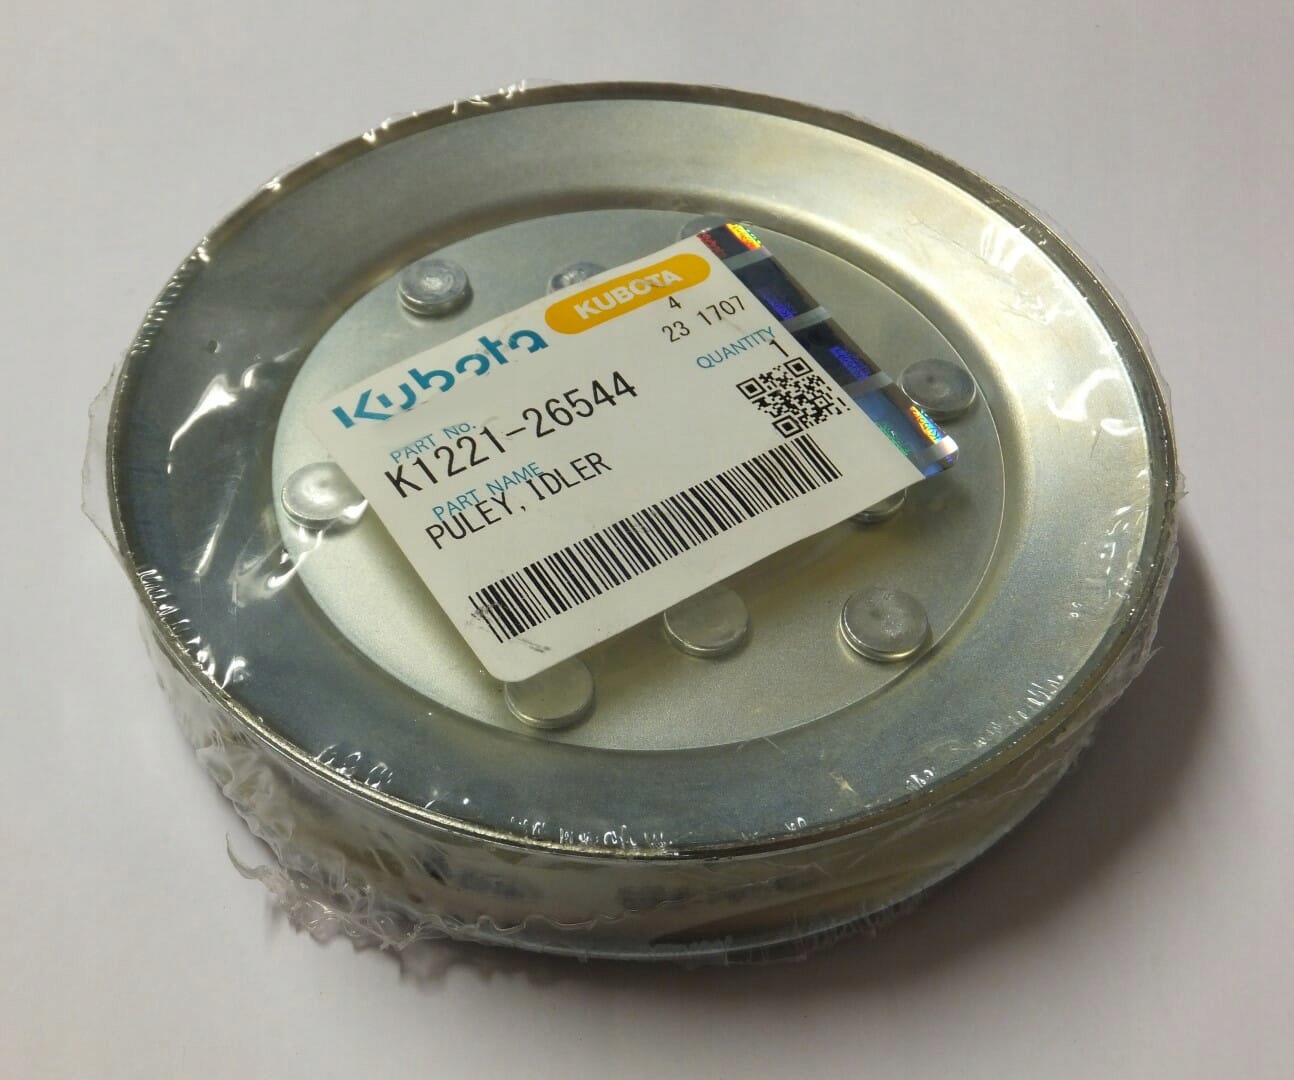 Kubota KUBOTA
4
23 1707
QUANTITY
1
PART No.
K1221-26544
PART NAME
PULEY, IDLER